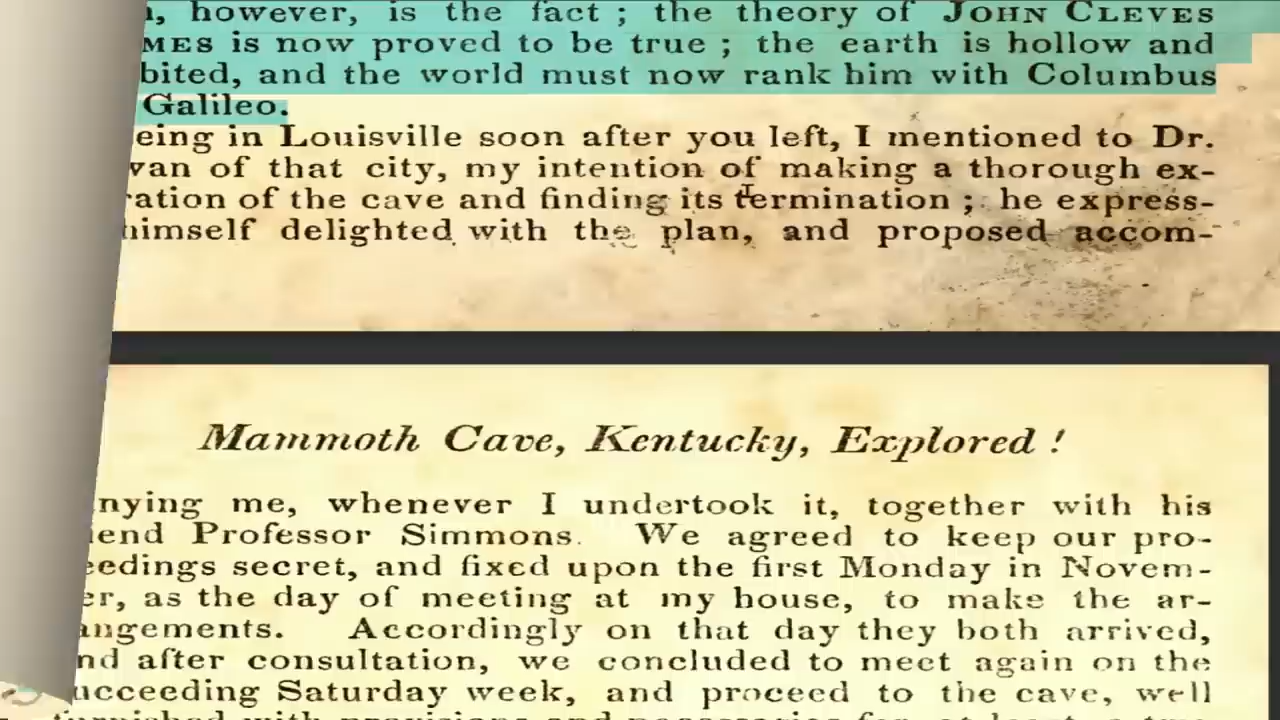 , however, is the fact ; the theory of JOHN CLEVES
MES is now proved to be true ; the earth is hollow and
bited, and the world must now rank him with Columbus
Galileo.
eing in Louisville soon after you left, I mentioned to Dr.
van of that city, my intention of making a thorough ex-
ration of the cave and finding its termination ; he express-
himself delighted with the plan, and proposed accom-
Mammoth Cave, Kentucky, Explored !
nying me, whenever I undertook it, together with his
iend Professor Simmons. We agreed to keep our pro-
eedings secret, and fixed upon the first Monday in Novem-
er, as the day of meeting at my house, to make the ar-
angements. Accordingly on that day they both arrived,
nd after consultation, we concluded to meet again on the
ucceeding Saturday week, and proceed to the cave, well